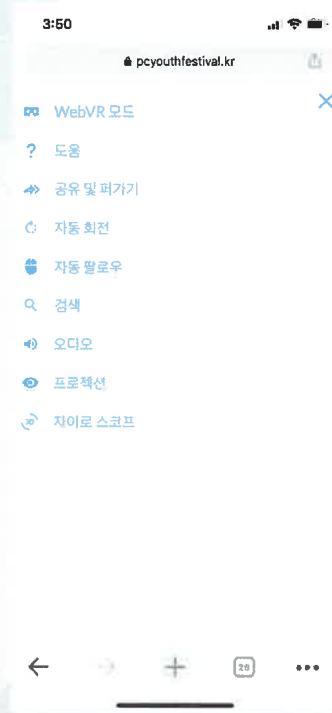 3:50
pcyouthfestival.kr
WebVR 모드
? 도움
공유 및 퍼가기
자동 회전
자동 팔로우
검색
오디오
프로젝션
자이로 스코프
26